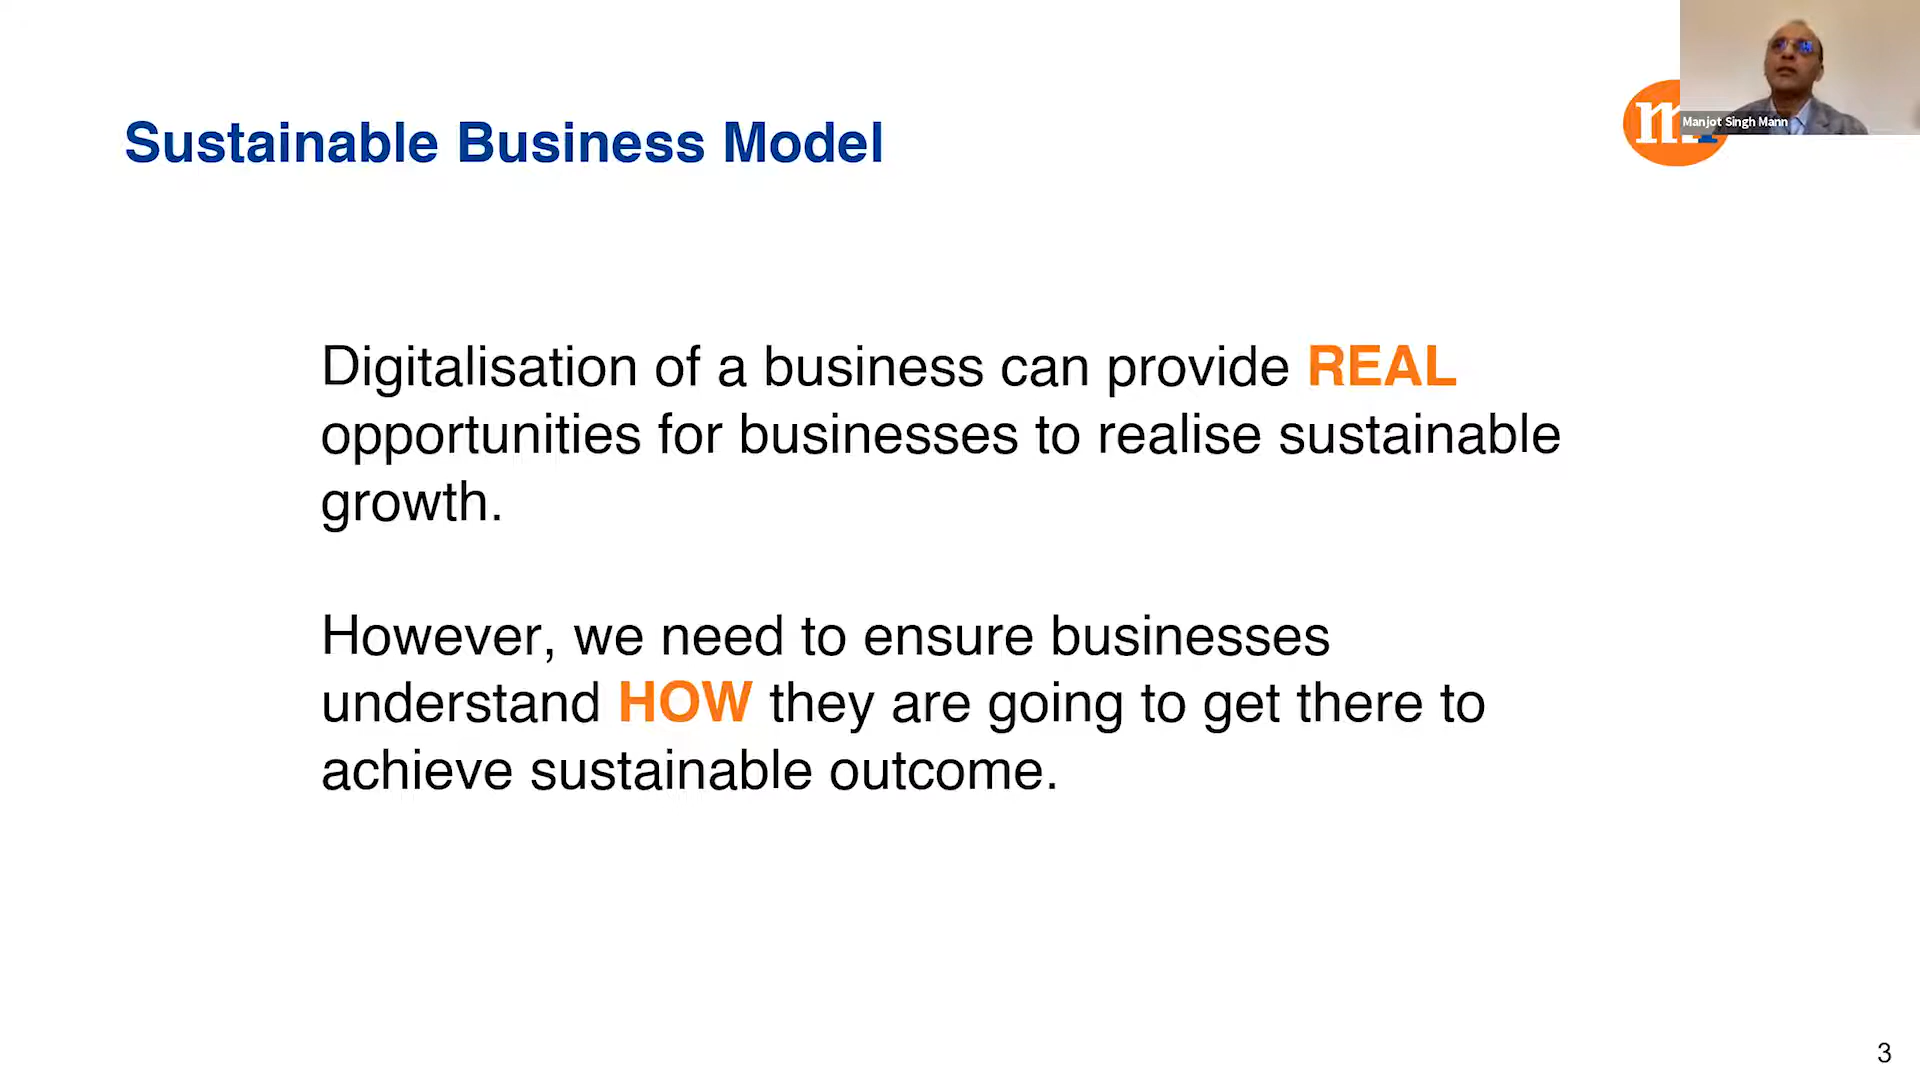 Sustainable Business Model
Manjot Singh Mann
Digitalisation of a business can provide REAL
opportunities for businesses to realise sustainable
growth.
However, we need to ensure businesses
understand HOW they are going to get there to
achieve sustainable outcome.
3